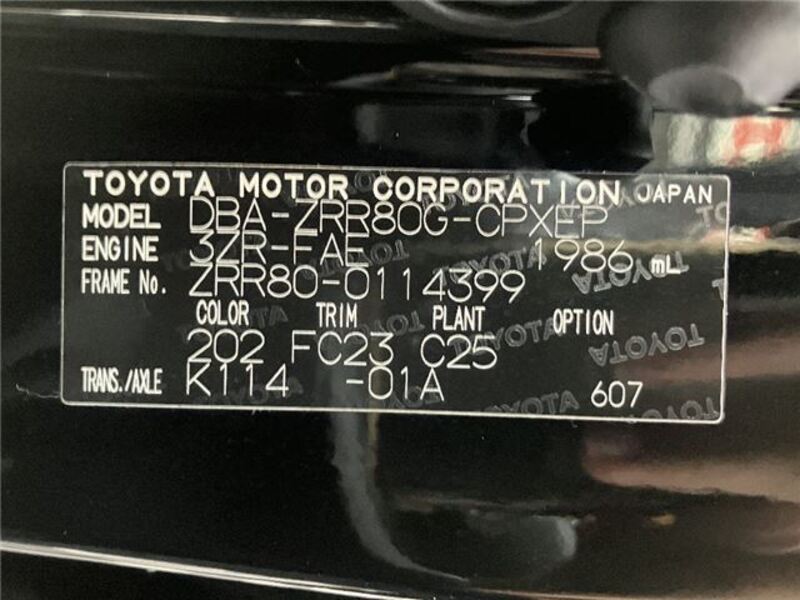 TOYOTA MOTOR CORPORATION JAPAN
MODEL DBA-ZRR80G-CPXEP
ENGINE 3ZR-FAE 1986 mL
FRAME No. ZRR80-0114399
COLOR TRIM PLANT OPTION
202 FC23 C25
TRANS./AXLE K114 -01A 607